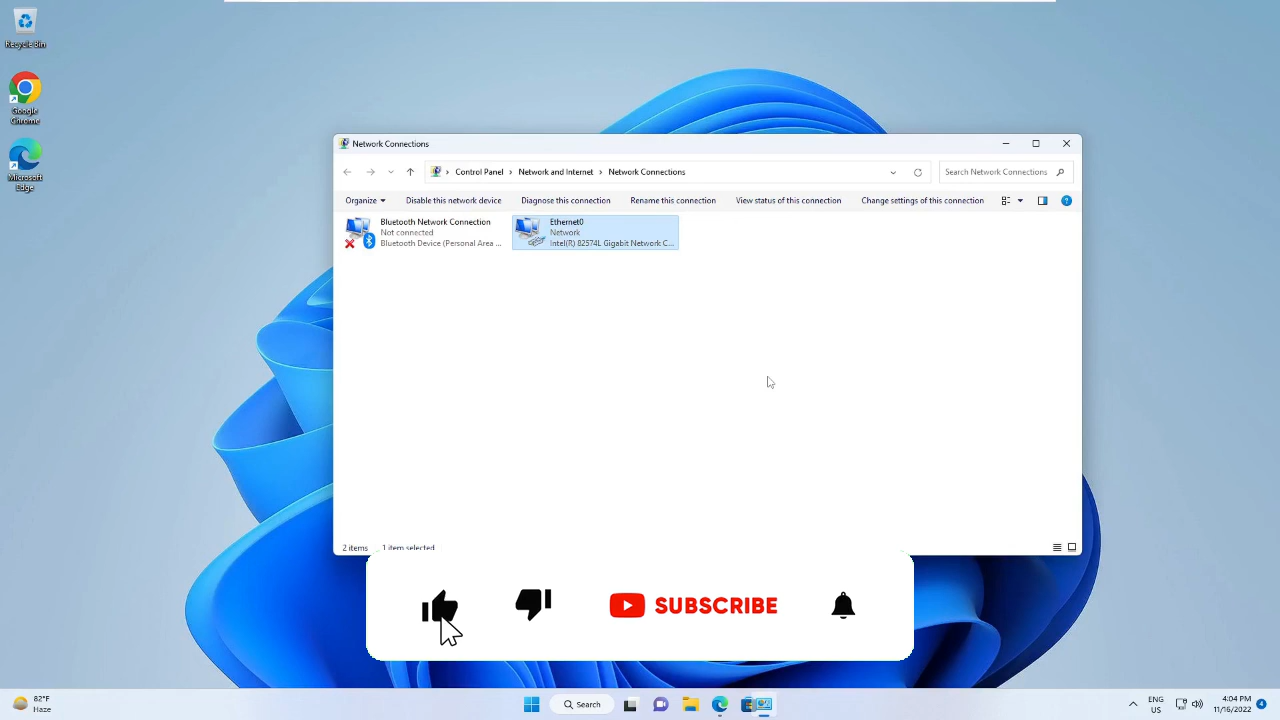 Recycle Bin
Google
Chrome
Microsoft
Edge
Network Connections
Control Panel > Network and Internet > Network Connections
Search Network Connections
Organize
Disable this network device
Diagnose this connection
Rename this connection
View status of this connection
Change settings of this connection
Bluetooth Network Connection
Not connected
Bluetooth Device (Personal Area ...
Ethernet0
Network
Intel(R) 82574L Gigabit Network C...
2 items
1 item selected
SUBSCRIBE
82°F
Haze
Search
ENG
US
4:04 PM
11/16/2022
4